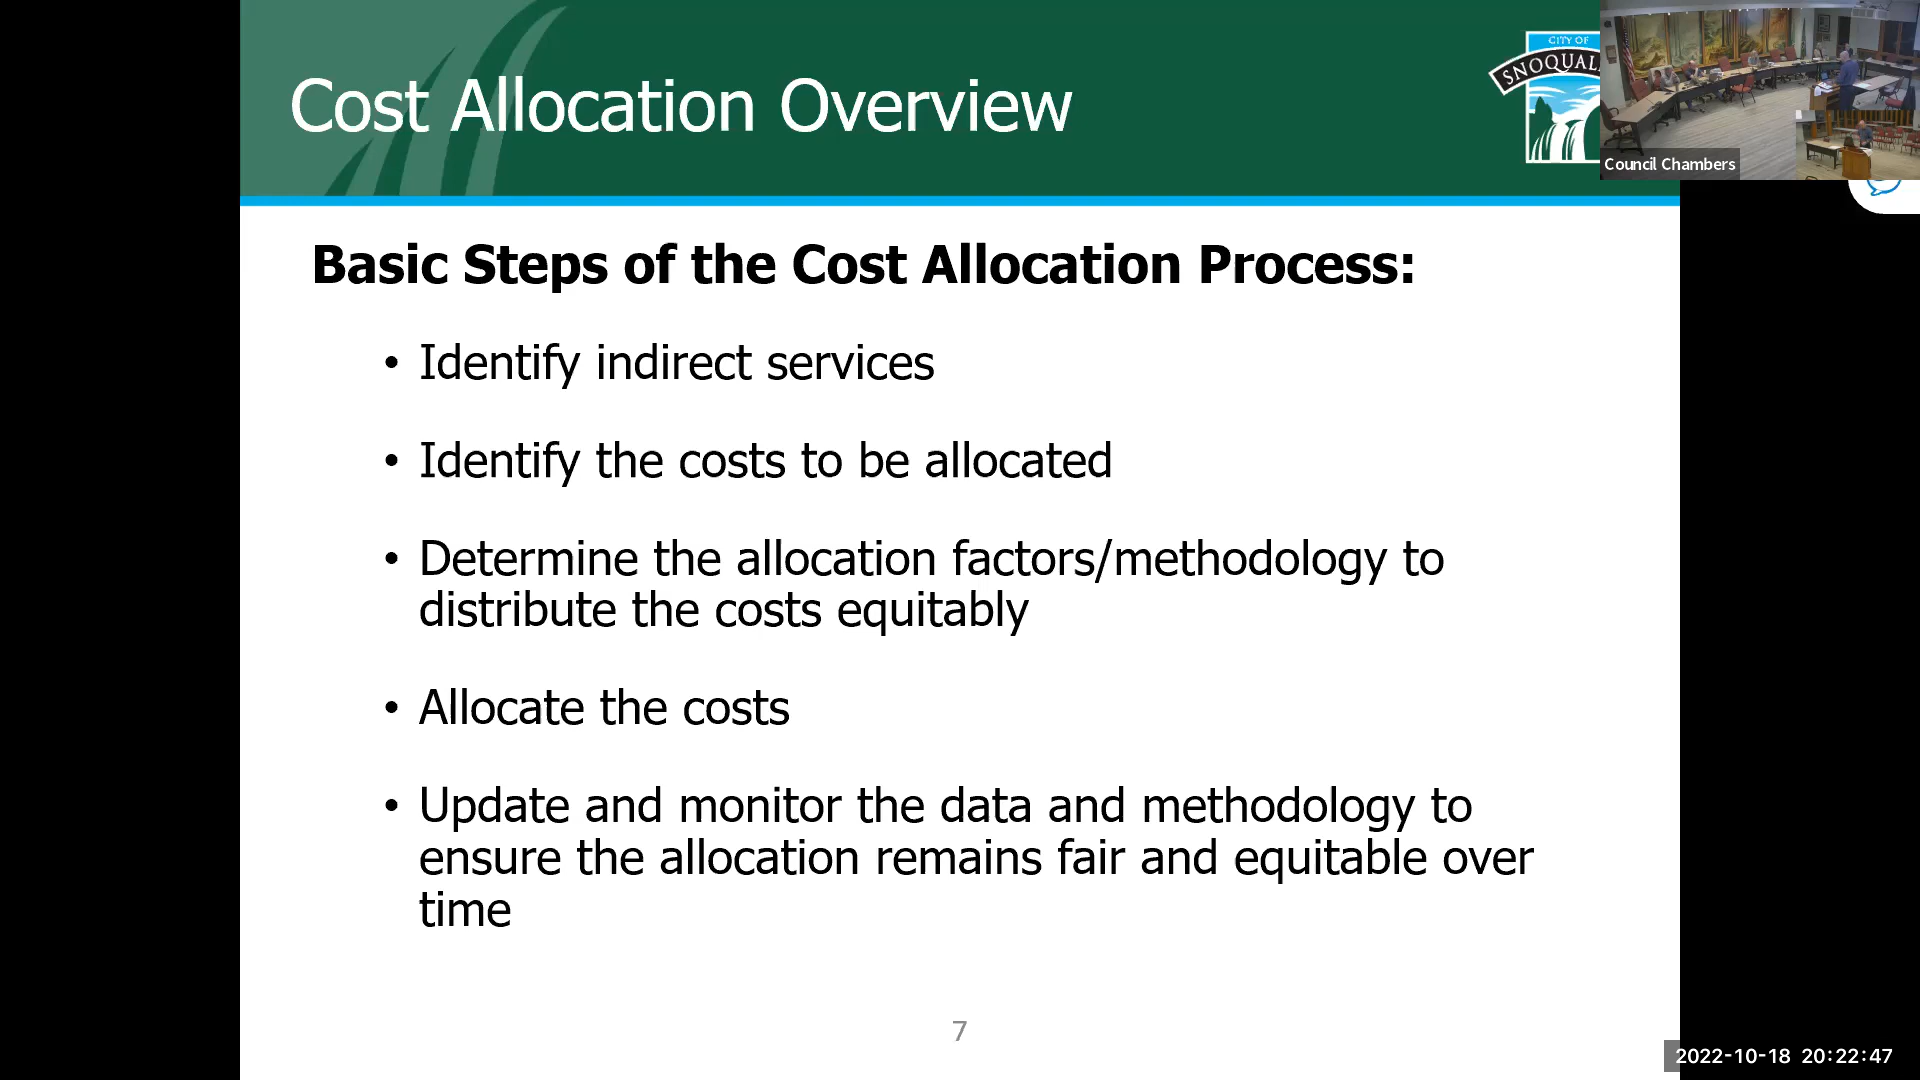 Cost Allocation Overview
CITY OF
Council Chambers
Basic Steps of the Cost Allocation Process:
• Identify indirect services
• Identify the costs to be allocated
• Determine the allocation factors/methodology to
distribute the costs equitably
• Allocate the costs
• Update and monitor the data and methodology to
ensure the allocation remains fair and equitable over
time
7
2022-10-18 20:22:47